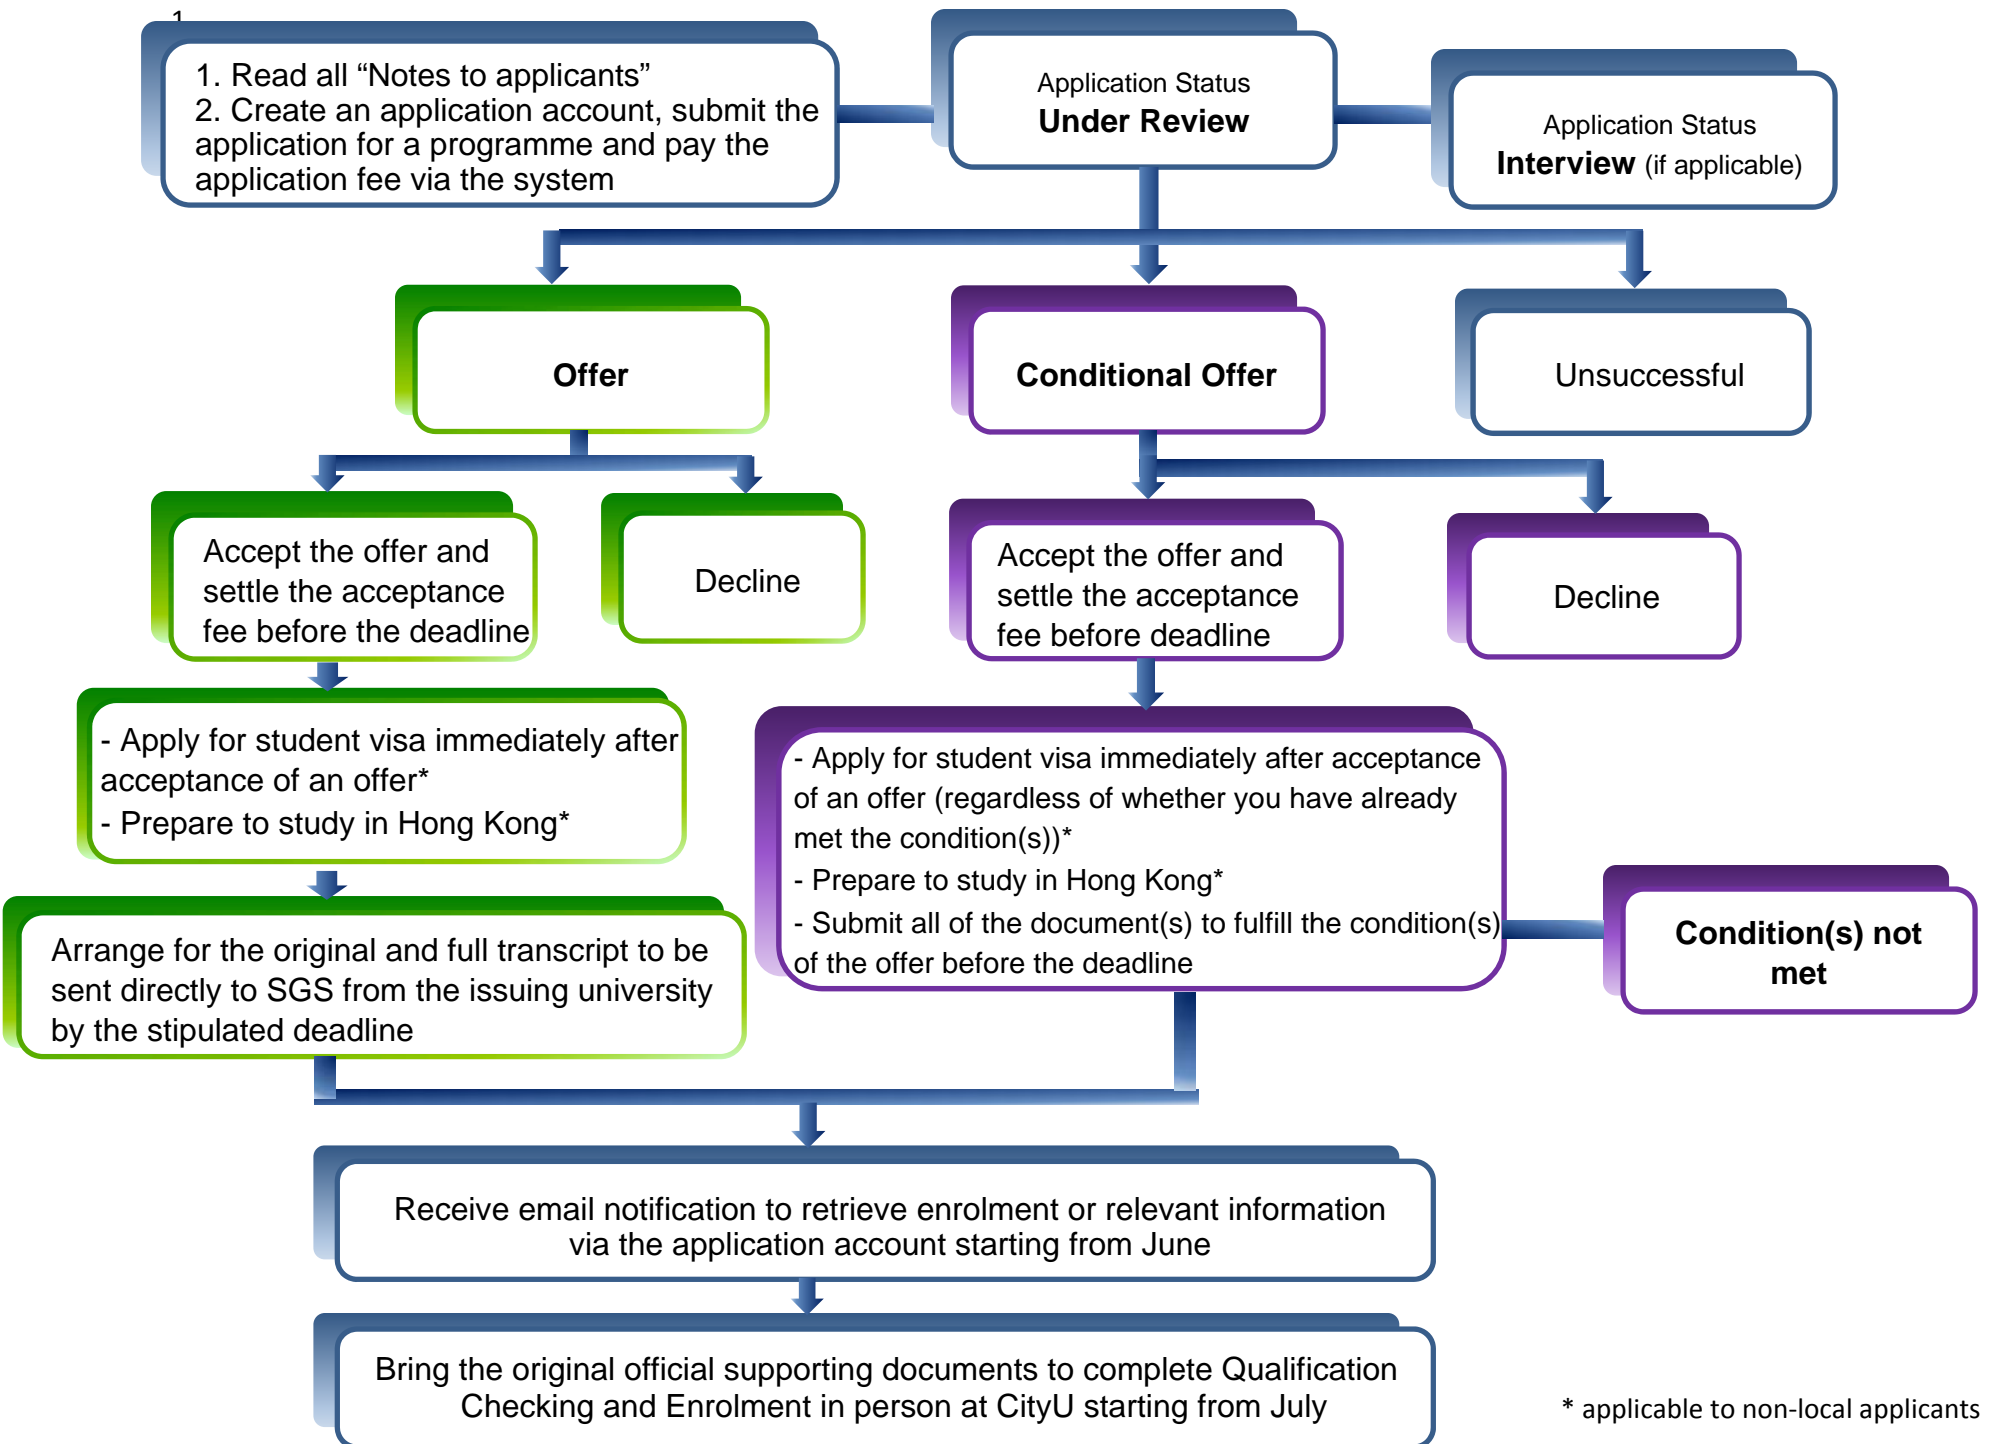 1.
1. Read all “Notes to applicants”
2. Create an application account, submit the
application for a programme and pay the
application fee via the system
Application Status
Under Review
Application Status
Interview (if applicable)
Offer
Conditional Offer
Unsuccessful
Accept the offer and
settle the acceptance
fee before the deadline
Decline
Accept the offer and
settle the acceptance
fee before deadline
Decline
- Apply for student visa immediately after
acceptance of an offer*
- Prepare to study in Hong Kong*
- Apply for student visa immediately after acceptance
of an offer (regardless of whether you have already
met the condition(s))*
- Prepare to study in Hong Kong*
- Submit all of the document(s) to fulfill the condition(s)
of the offer before the deadline
Condition(s) not
met
Arrange for the original and full transcript to be
sent directly to SGS from the issuing university
by the stipulated deadline
Receive email notification to retrieve enrolment or relevant information
via the application account starting from June
Bring the original official supporting documents to complete Qualification
Checking and Enrolment in person at CityU starting from July
* applicable to non-local applicants